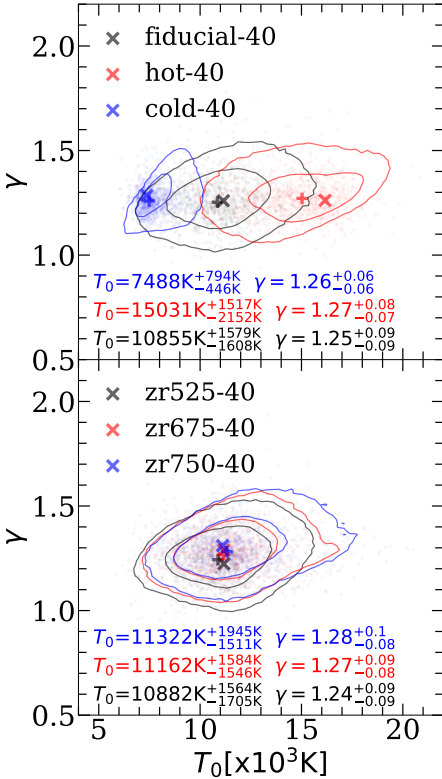 fiducial-40
hot-40
cold-40
2.0
1.5
1.0
0.5
γ
T₀=7488K +794K −446K γ=1.26 +0.06 −0.06
T₀=15031K +1517K −2152K γ=1.27 +0.08 −0.07
T₀=10855K +1579K −1608K γ=1.25 +0.09 −0.09
zr525-40
zr675-40
zr750-40
2.0
1.5
1.0
0.5
γ
T₀=11322K +1945K −1511K γ=1.28 +0.1 −0.08
T₀=11162K +1584K −1546K γ=1.27 +0.09 −0.08
T₀=10882K +1564K −1705K γ=1.24 +0.09 −0.09
5 10 15 20
T₀[x10³K]